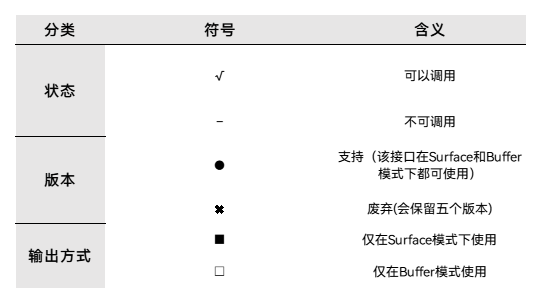 分类 符号 含义
状态
√ 可以调用
− 不可调用
版本
● 支持（该接口在Surface和Buffer
模式下都可使用）
✖ 废弃(会保留五个版本)
输出方式
■ 仅在Surface模式下使用
□ 仅在Buffer模式使用